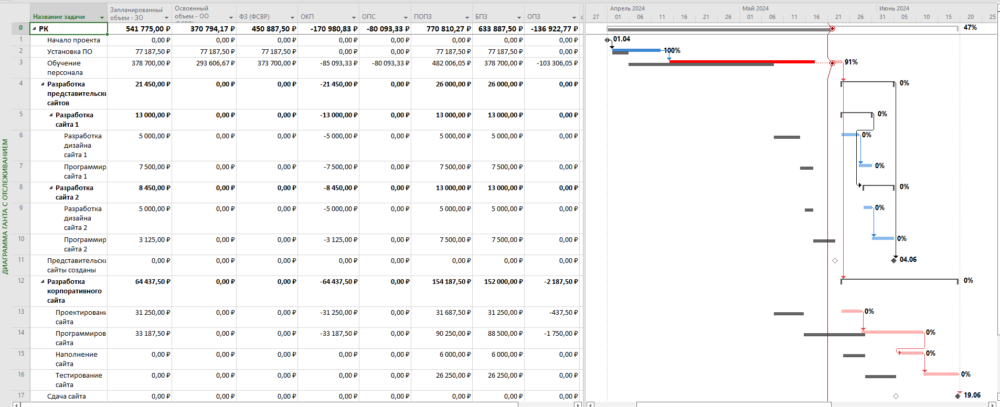 Апрель 2024 Май 2024 Июнь 2024
27 01 06 11 16 21 26 01 06 11 16 21 26 31 05 10 15 20 25
Название задачи Запланированный объем - ЗО Освоенный объем - ОО ФЗ (ФСВР) ОКП ОПС ПОПЗ БПЗ ОПЗ
0 РК 541 775,00 ₽ 370 794,17 ₽ 450 887,50 ₽ -170 980,83 ₽ -80 093,33 ₽ 770 810,27 ₽ 633 887,50 ₽ -136 922,77 ₽ 47%
1 Начало проекта 0,00 ₽ 0,00 ₽ 0,00 ₽ 0,00 ₽ 0,00 ₽ 0,00 ₽ 0,00 ₽ 0,00 ₽ 01.04
2 Установка ПО 77 187,50 ₽ 77 187,50 ₽ 77 187,50 ₽ 0,00 ₽ 0,00 ₽ 77 187,50 ₽ 77 187,50 ₽ 0,00 ₽ 100%
3 Обучение 378 700,00 ₽ 293 606,67 ₽ 373 700,00 ₽ -85 093,33 ₽ -80 093,33 ₽ 482 006,05 ₽ 378 700,00 ₽ -103 306,05 ₽ 91%
персонала
4 Разработка 21 450,00 ₽ 0,00 ₽ 0,00 ₽ -21 450,00 ₽ 0,00 ₽ 26 000,00 ₽ 26 000,00 ₽ 0,00 ₽ 0%
представительски
сайтов
5 Разработка 13 000,00 ₽ 0,00 ₽ 0,00 ₽ -13 000,00 ₽ 0,00 ₽ 13 000,00 ₽ 13 000,00 ₽ 0,00 ₽ 0%
сайта 1
6 Разработка 5 000,00 ₽ 0,00 ₽ 0,00 ₽ -5 000,00 ₽ 0,00 ₽ 5 000,00 ₽ 5 000,00 ₽ 0,00 ₽ 0%
дизайна
сайта 1
7 Программир 7 500,00 ₽ 0,00 ₽ 0,00 ₽ -7 500,00 ₽ 0,00 ₽ 7 500,00 ₽ 7 500,00 ₽ 0,00 ₽ 0%
сайта 1
8 Разработка 8 450,00 ₽ 0,00 ₽ 0,00 ₽ -8 450,00 ₽ 0,00 ₽ 13 000,00 ₽ 13 000,00 ₽ 0,00 ₽ 0%
сайта 2
9 Разработка 5 000,00 ₽ 0,00 ₽ 0,00 ₽ -5 000,00 ₽ 0,00 ₽ 5 000,00 ₽ 5 000,00 ₽ 0,00 ₽ 0%
дизайна
сайта 2
10 Программир 3 125,00 ₽ 0,00 ₽ 0,00 ₽ -3 125,00 ₽ 0,00 ₽ 7 500,00 ₽ 7 500,00 ₽ 0,00 ₽ 0%
сайта 2
11 Представительски 0,00 ₽ 0,00 ₽ 0,00 ₽ 0,00 ₽ 0,00 ₽ 0,00 ₽ 0,00 ₽ 0,00 ₽ 04.06
сайты созданы
12 Разработка 64 437,50 ₽ 0,00 ₽ 0,00 ₽ -64 437,50 ₽ 0,00 ₽ 154 187,50 ₽ 152 000,00 ₽ -2 187,50 ₽ 0%
корпоративного
сайта
13 Проектировани 31 250,00 ₽ 0,00 ₽ 0,00 ₽ -31 250,00 ₽ 0,00 ₽ 31 687,50 ₽ 31 250,00 ₽ -437,50 ₽ 0%
сайта
14 Программиров 33 187,50 ₽ 0,00 ₽ 0,00 ₽ -33 187,50 ₽ 0,00 ₽ 90 250,00 ₽ 88 500,00 ₽ -1 750,00 ₽ 0%
сайта
15 Наполнение 0,00 ₽ 0,00 ₽ 0,00 ₽ 0,00 ₽ 0,00 ₽ 6 000,00 ₽ 6 000,00 ₽ 0,00 ₽ 0%
сайта
16 Тестирование 0,00 ₽ 0,00 ₽ 0,00 ₽ 0,00 ₽ 0,00 ₽ 26 250,00 ₽ 26 250,00 ₽ 0,00 ₽ 0%
сайта
17 Сдача сайта 0,00 ₽ 0,00 ₽ 0,00 ₽ 0,00 ₽ 0,00 ₽ 0,00 ₽ 0,00 ₽ 0,00 ₽ 19.06
ДИАГРАММА ГАНТА С ОТСЛЕЖИВАНИЕМ